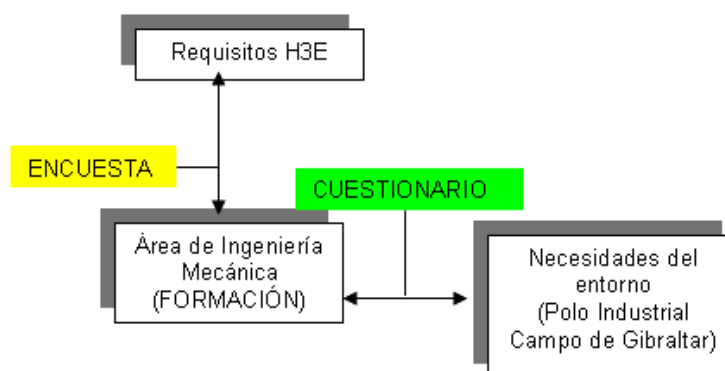 Requisitos H3E
ENCUESTA
CUESTIONARIO
Área de Ingeniería
Mecánica
(FORMACIÓN)
Necesidades del
entorno
(Polo Industrial
Campo de Gibraltar)